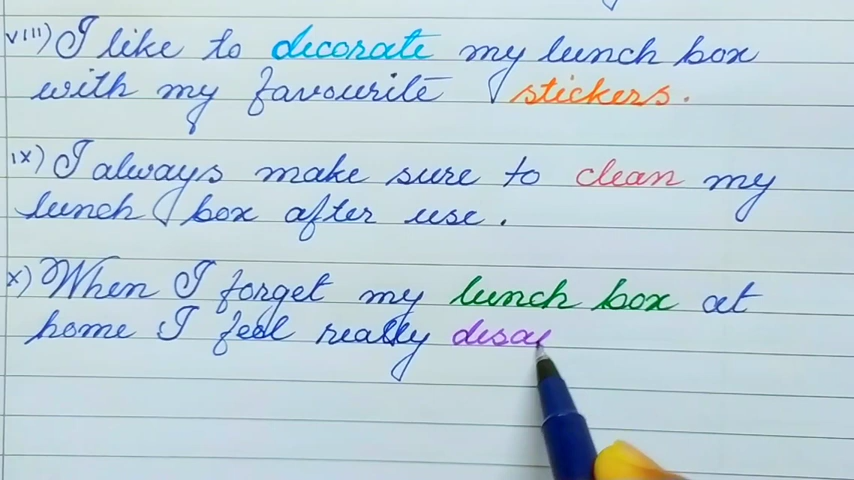 viii) I like to decorate my lunch box
with my favourite stickers.
ix) I always make sure to clean my
lunch box after use.
x) When I forget my lunch box at
home I feel really